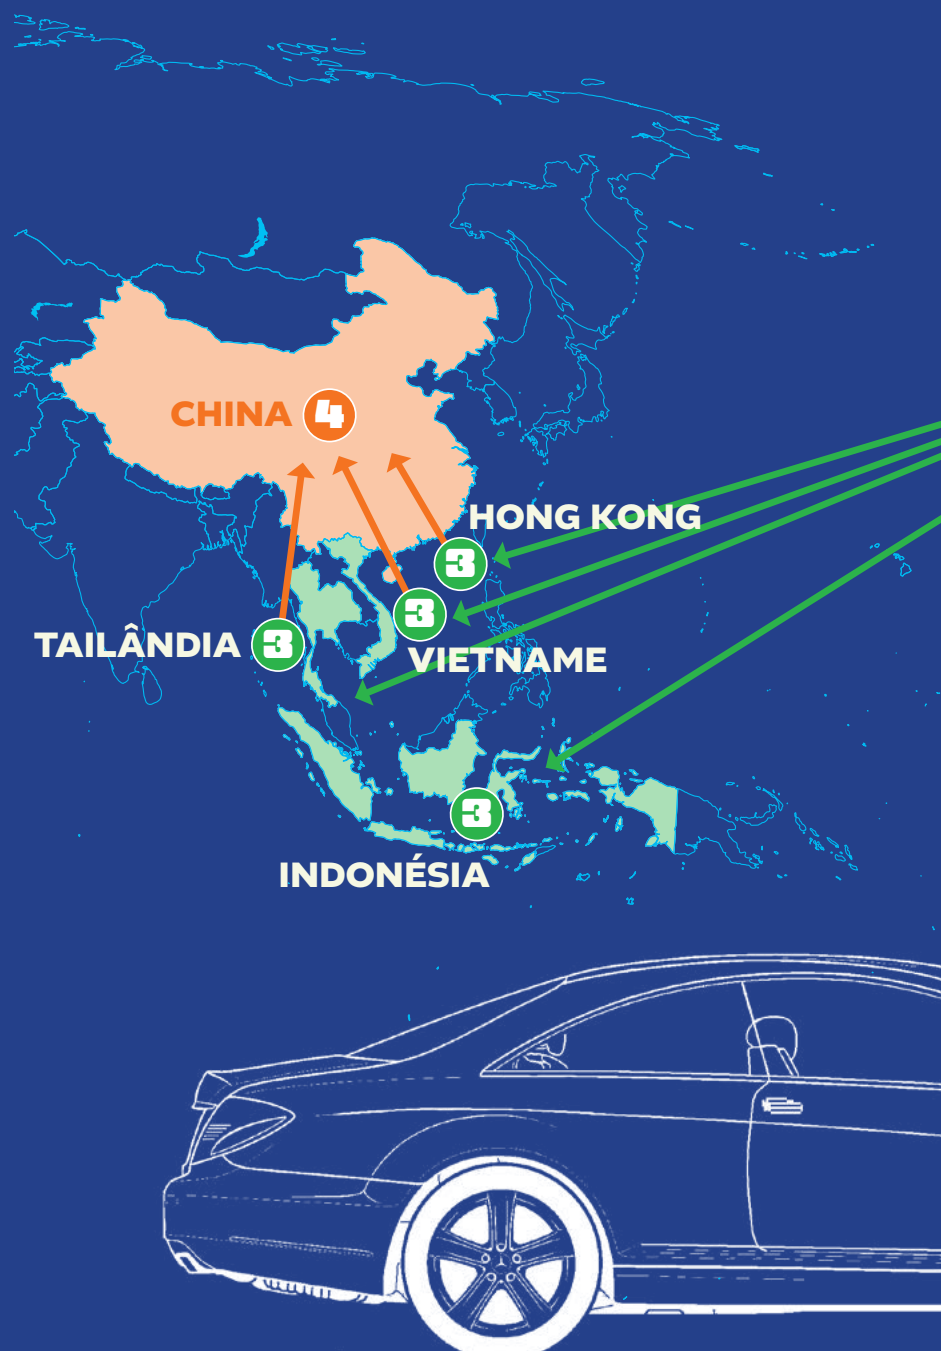 CHINA 4
HONG KONG
3
3
TAILÂNDIA 3
VIETNAME
3
INDONÉSIA